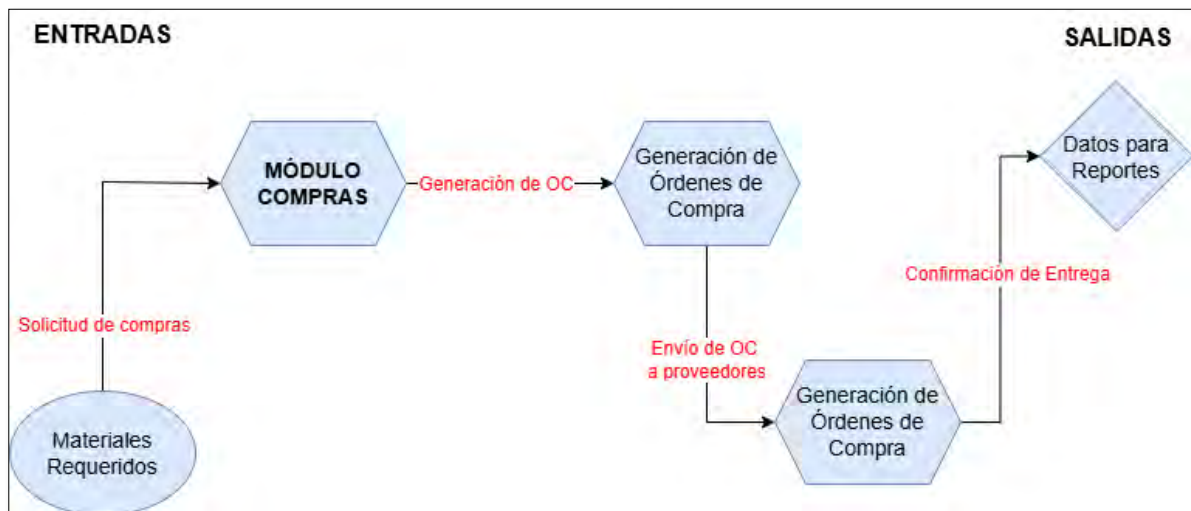 ENTRADAS
SALIDAS
MÓDULO
COMPRAS
Generación de OC
Generación de
Órdenes de
Compra
Datos para
Reportes
Solicitud de compras
Materiales
Requeridos
Envío de OC
a proveedores
Generación de
Órdenes de
Compra
Confirmación de Entrega